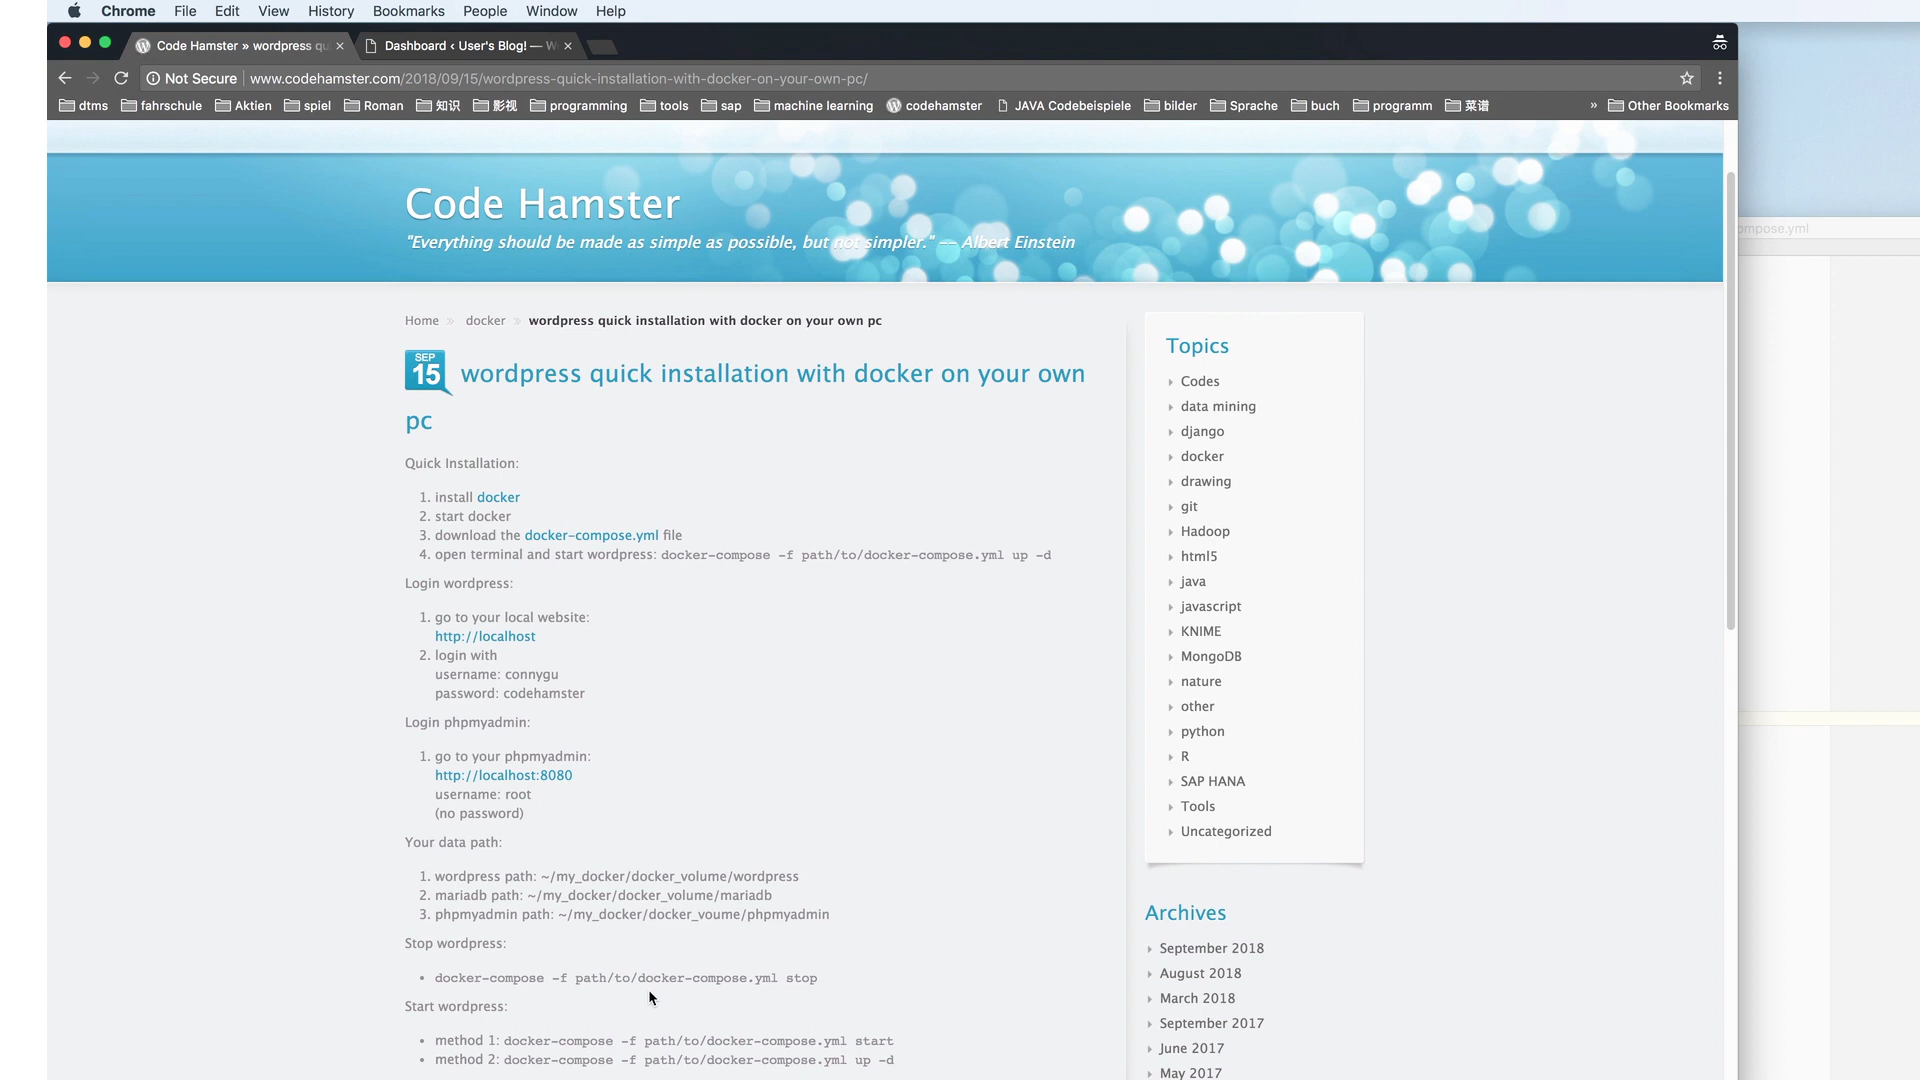 Chrome File Edit View History Bookmarks People Window Help
Code Hamster » wordpress qu × Dashboard ‹ User's Blog! — W ×
Not Secure www.codehamster.com/2018/09/15/wordpress-quick-installation-with-docker-on-your-own-pc/
dtms fahrschule Aktien spiel Roman 知识 影视 programming tools sap machine learning codehamster JAVA Codebeispiele bilder Sprache buch programm 菜谱 » Other Bookmarks
Code Hamster
"Everything should be made as simple as possible, but not simpler." -- Albert Einstein
ompose.yml
Home » docker » wordpress quick installation with docker on your own pc
SEP
15 wordpress quick installation with docker on your own
pc
Quick Installation:
1. install docker
2. start docker
3. download the docker-compose.yml file
4. open terminal and start wordpress: docker-compose -f path/to/docker-compose.yml up -d
Login wordpress:
1. go to your local website:
http://localhost
2. login with
username: connygu
password: codehamster
Login phpmyadmin:
1. go to your phpmyadmin:
http://localhost:8080
username: root
(no password)
Your data path:
1. wordpress path: ~/my_docker/docker_volume/wordpress
2. mariadb path: ~/my_docker/docker_volume/mariadb
3. phpmyadmin path: ~/my_docker/docker_voume/phpmyadmin
Stop wordpress:
• docker-compose -f path/to/docker-compose.yml stop
Start wordpress:
• method 1: docker-compose -f path/to/docker-compose.yml start
• method 2: docker-compose -f path/to/docker-compose.yml up -d
Topics
Codes
data mining
django
docker
drawing
git
Hadoop
html5
java
javascript
KNIME
MongoDB
nature
other
python
R
SAP HANA
Tools
Uncategorized
Archives
September 2018
August 2018
March 2018
September 2017
June 2017
May 2017